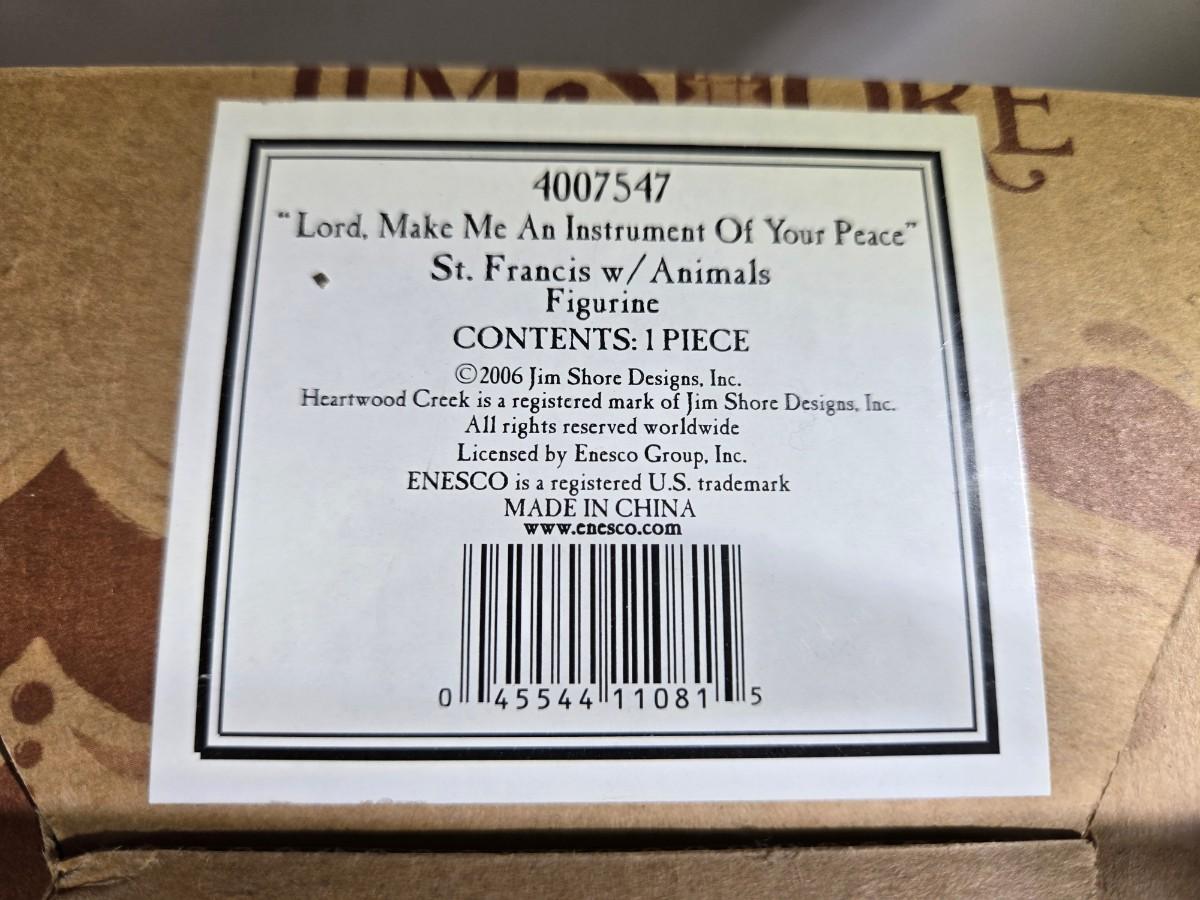 JIM SHORE
4007547
"Lord, Make Me An Instrument Of Your Peace"
St. Francis w/Animals
Figurine
CONTENTS: 1 PIECE
©2006 Jim Shore Designs, Inc.
Heartwood Creek is a registered mark of Jim Shore Designs, Inc.
All rights reserved worldwide
Licensed by Enesco Group, Inc.
ENESCO is a registered U.S. trademark
MADE IN CHINA
www.enesco.com
0 45544 11081 5